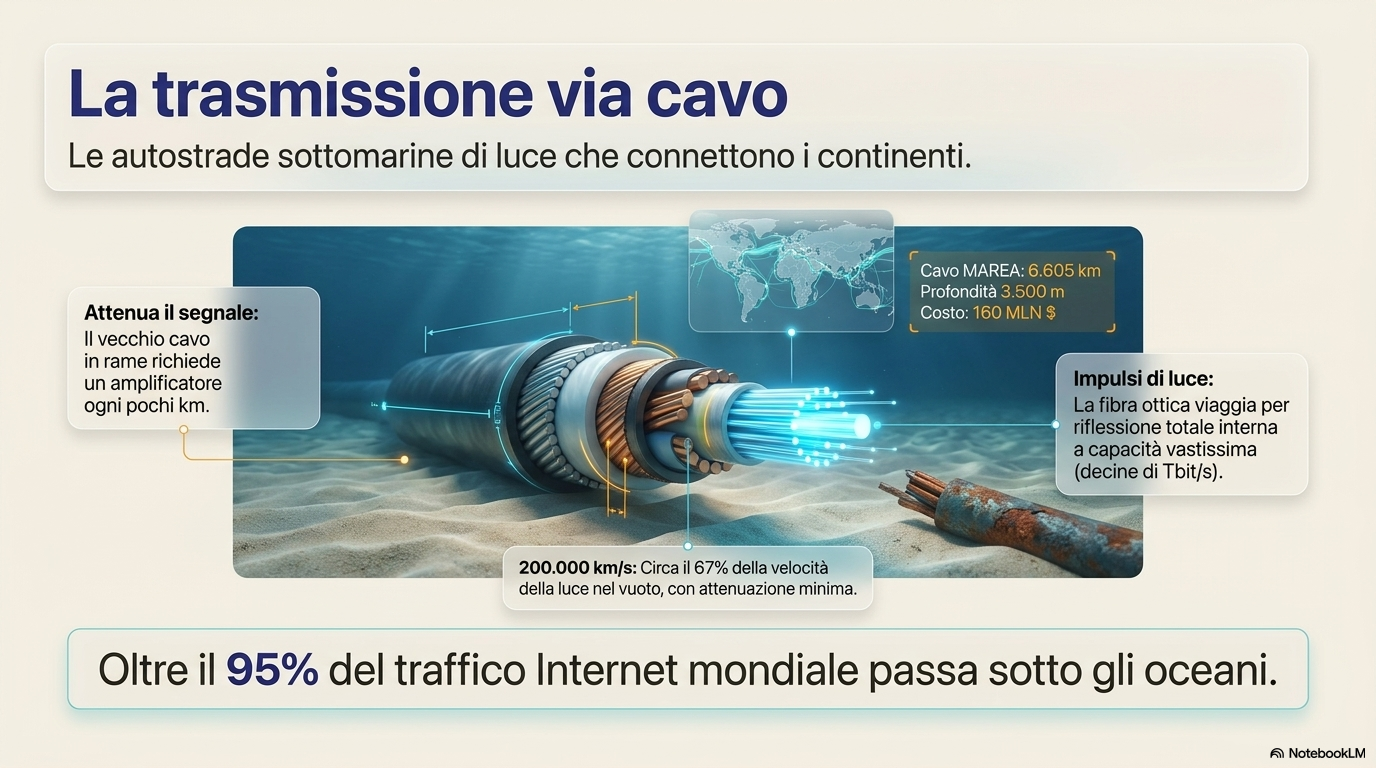 La trasmissione via cavo
Le autostrade sottomarine di luce che connettono i continenti.
Attenua il segnale:
Il vecchio cavo
in rame richiede
un amplificatore
ogni pochi km.
Cavo MAREA: 6.605 km
Profondità 3.500 m
Costo: 160 MLN $
Impulsi di luce:
La fibra ottica viaggia per
riflessione totale interna
a capacità vastissima
(decine di Tbit/s).
200.000 km/s: Circa il 67% della velocità
della luce nel vuoto, con attenuazione minima.
Oltre il 95% del traffico Internet mondiale passa sotto gli oceani.
NotebookLM